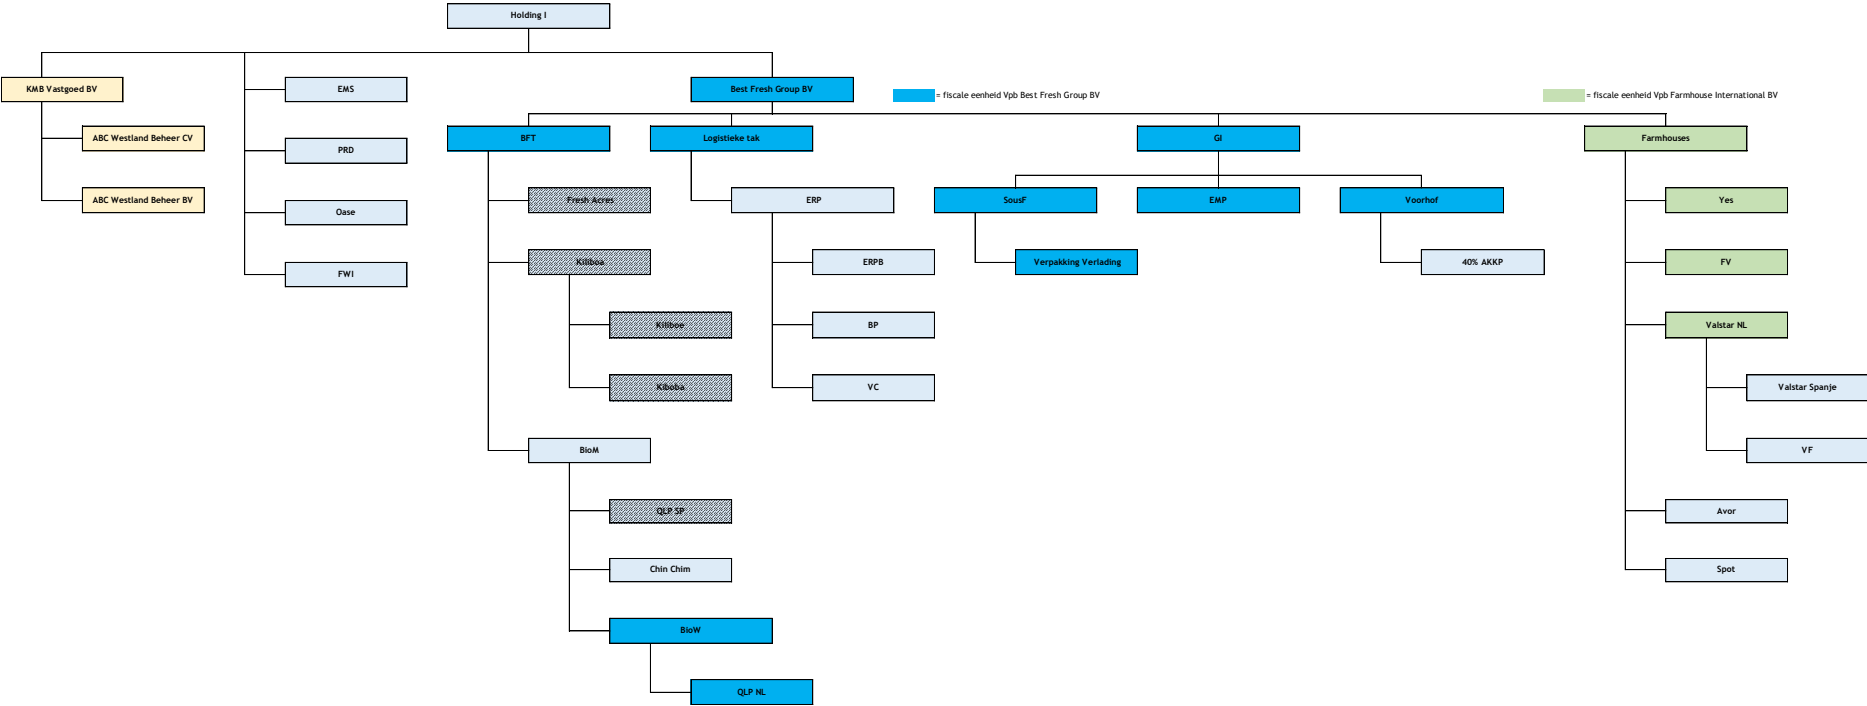 Holding I
KMB Vastgoed BV
EMS
Best Fresh Group BV
= fiscale eenheid Vpb Best Fresh Group BV
= fiscale eenheid Vpb Farmhouse International BV
ABC Westland Beheer CV
PRD
BFT
Logistieke tak
GI
Farmhouses
ABC Westland Beheer BV
Oase
Fresh Acres
ERP
SousF
EMP
Voorhof
Yes
FWI
Kiliboa
ERPB
Verpakking Verlading
40% AKKP
FV
Kiliboe
BP
Valstar NL
Kiboba
VC
Valstar Spanje
BioM
VF
QLP SP
Avor
Chin Chim
Spot
BioW
QLP NL